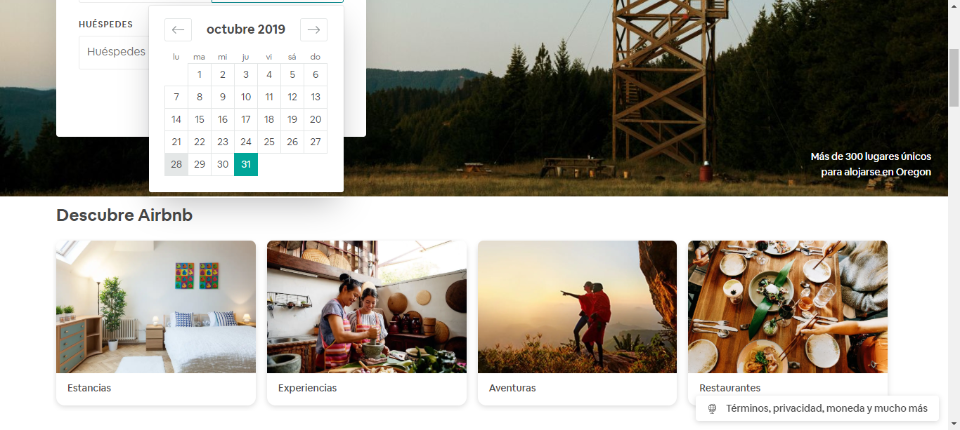 HUÉSPEDES
Huéspedes
octubre 2019
lu ma mi ju vi sá do
1 2 3 4 5 6
7 8 9 10 11 12 13
14 15 16 17 18 19 20
21 22 23 24 25 26 27
28 29 30 31
Más de 300 lugares únicos
para alojarse en Oregon
Descubre Airbnb
Estancias
Experiencias
Aventuras
Restaurantes
Términos, privacidad, moneda y mucho más